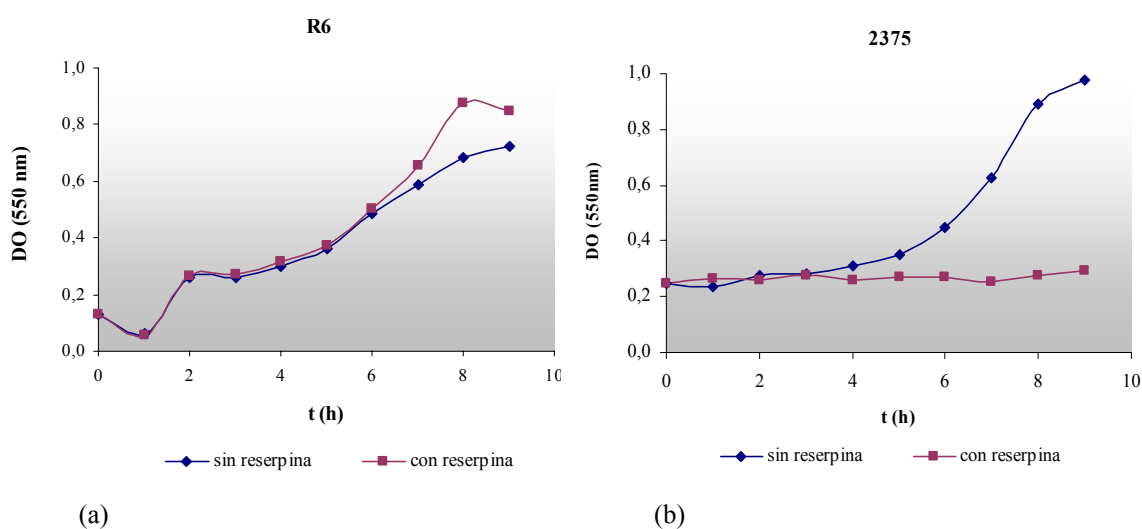 R6
1,0
0,8
0,6
0,4
0,2
0,0
DO (550 nm)
0 2 4 6 8 10
t (h)
sin reserpina con reserpina
(a)
2375
1,0
0,8
0,6
0,4
0,2
0,0
DO (550nm)
0 2 4 6 8 10
t (h)
sin reserpina con reserpina
(b)